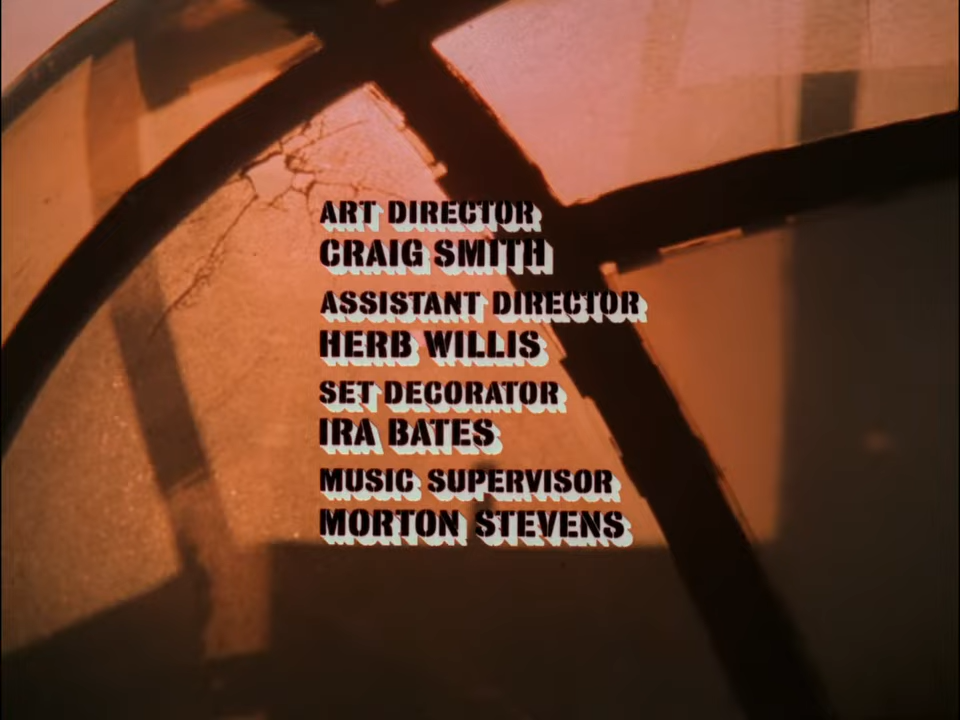 ART DIRECTOR
CRAIG SMITH
ASSISTANT DIRECTOR
HERB WILLIS
SET DECORATOR
IRA BATES
MUSIC SUPERVISOR
MORTON STEVENS